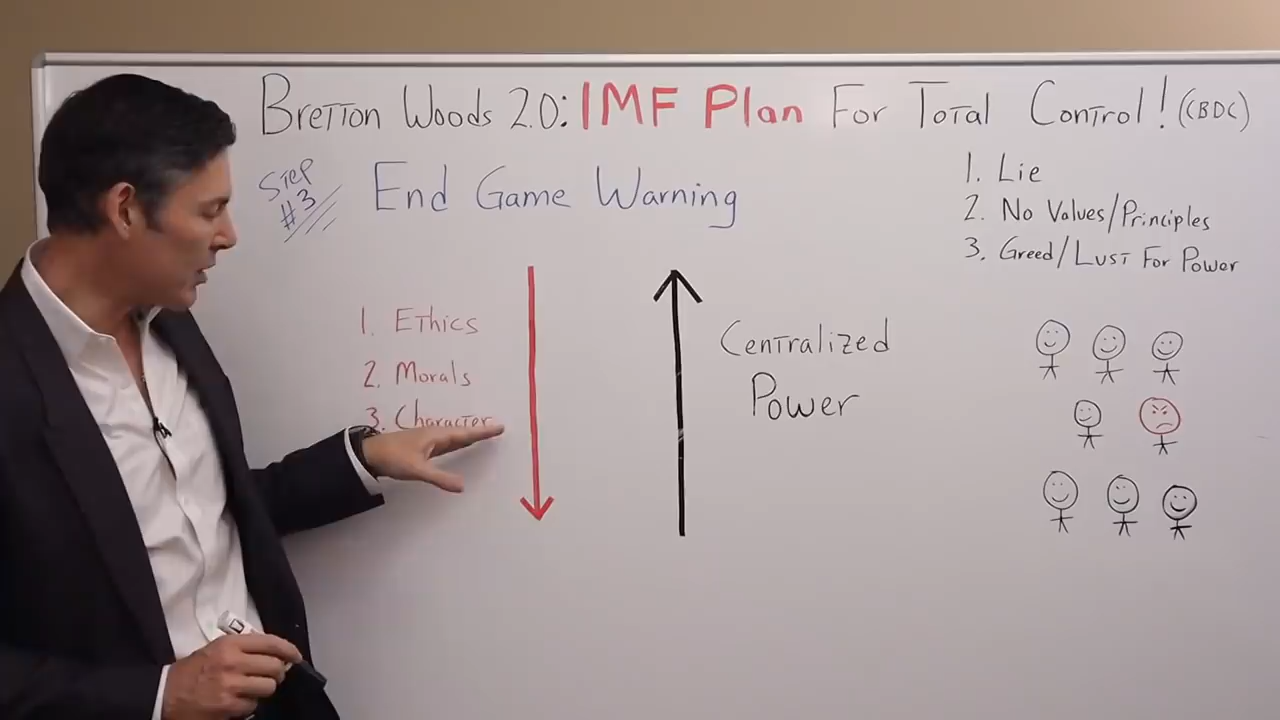 Bretton Woods 2.0: IMF Plan For Total Control! (CBDC)
Step
#3
End Game Warning
1. Lie
2. No Values/Principles
3. Greed/Lust For Power
1. Ethics
2. Morals
3. Character
Centralized
Power